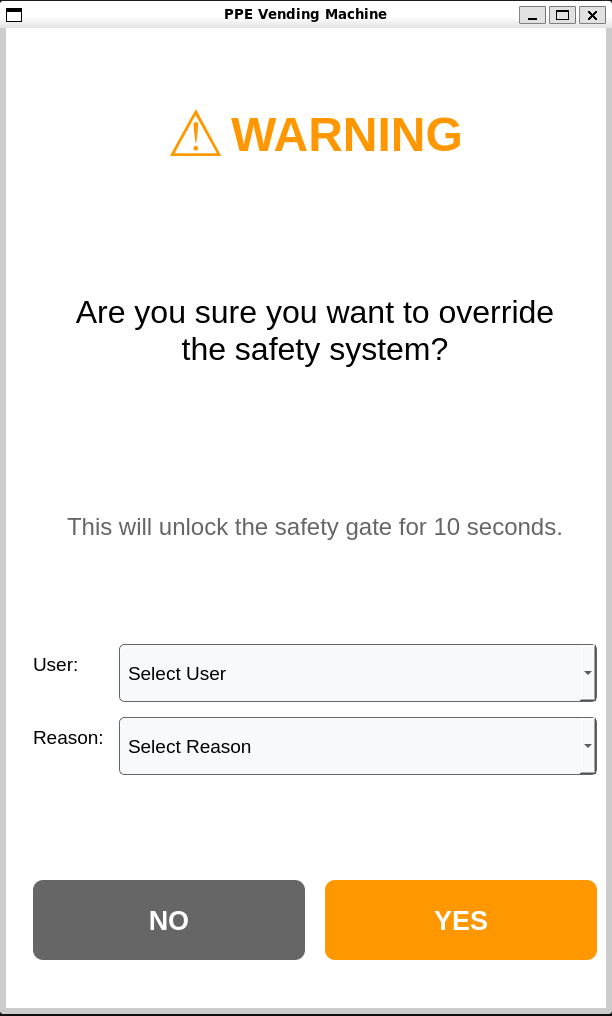 PPE Vending Machine
⚠ WARNING
Are you sure you want to override
the safety system?
This will unlock the safety gate for 10 seconds.
User:
Select User
Reason:
Select Reason
NO
YES